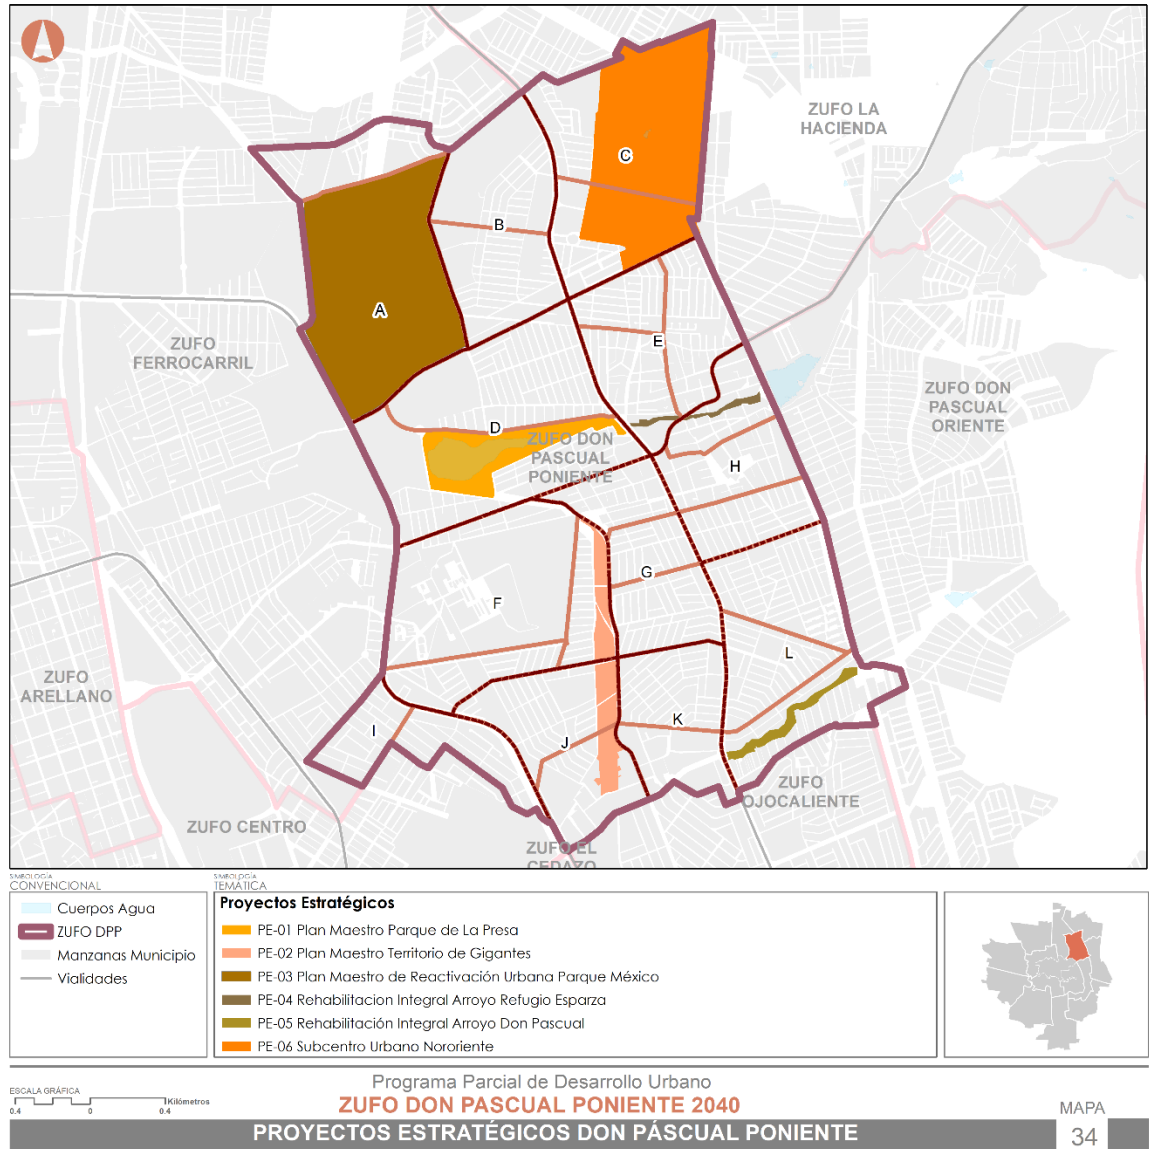 ZUFO LA
HACIENDA
C
B
A
ZUFO
FERROCARRIL
E
ZUFO DON
PASCUAL
ORIENTE
D
ZUFO DON
PASCUAL
PONIENTE
H
G
F
L
ZUFO
ARELLANO
K
I
J
ZUFO
OJOCALIENTE
ZUFO CENTRO
ZUFO EL
CEDAZO
SIMBOLOGÍA
CONVENCIONAL
Cuerpos Agua
ZUFO DPP
Manzanas Municipio
Vialidades
SIMBOLOGÍA
TEMÁTICA
Proyectos Estratégicos
PE-01 Plan Maestro Parque de La Presa
PE-02 Plan Maestro Territorio de Gigantes
PE-03 Plan Maestro de Reactivación Urbana Parque México
PE-04 Rehabilitacion Integral Arroyo Refugio Esparza
PE-05 Rehabilitación Integral Arroyo Don Pascual
PE-06 Subcentro Urbano Nororiente
ESCALA GRÁFICA
Kilómetros
0.4 0 0.4
Programa Parcial de Desarrollo Urbano
ZUFO DON PASCUAL PONIENTE 2040
PROYECTOS ESTRATÉGICOS DON PÁSCUAL PONIENTE
MAPA
34